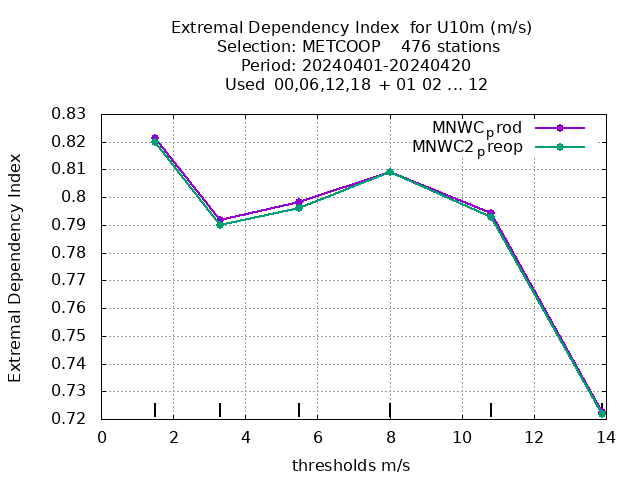 Extremal Dependency Index  for U10m (m/s)
Selection: METCOOP    476 stations
Period: 20240401-20240420
Used  00,06,12,18 + 01 02 ... 12
MNWCprod
MNWC2preop
Extremal Dependency Index
0.83
0.82
0.81
0.8
0.79
0.78
0.77
0.76
0.75
0.74
0.73
0.72
0 2 4 6 8 10 12 14
thresholds m/s